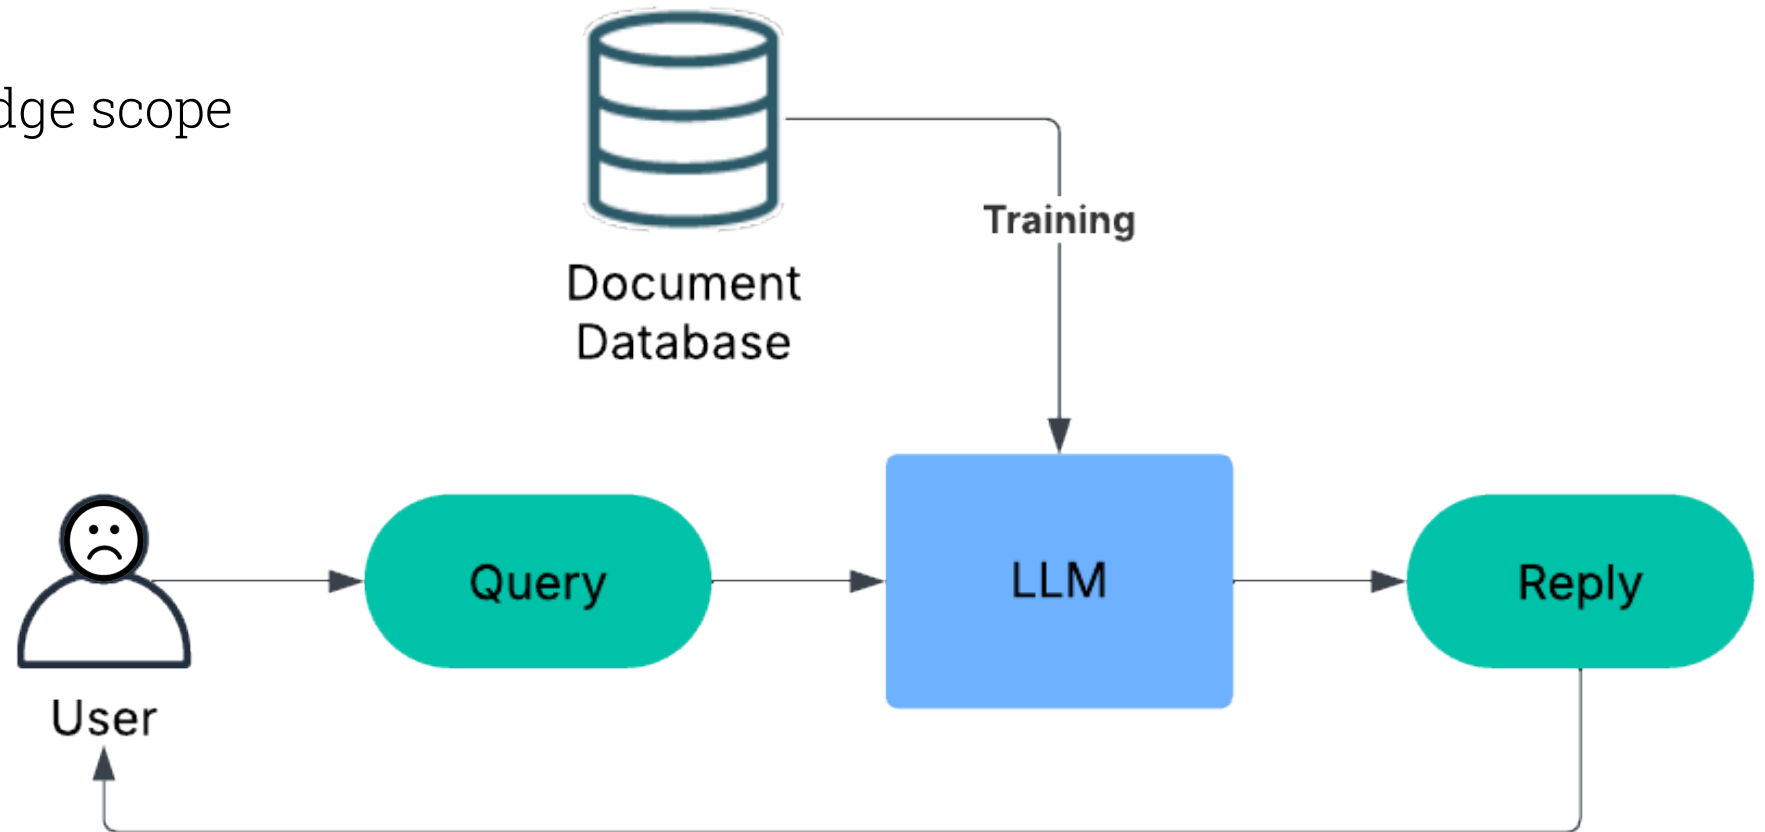 dge scope
Training
Document
Database
Query
LLM
Reply
User